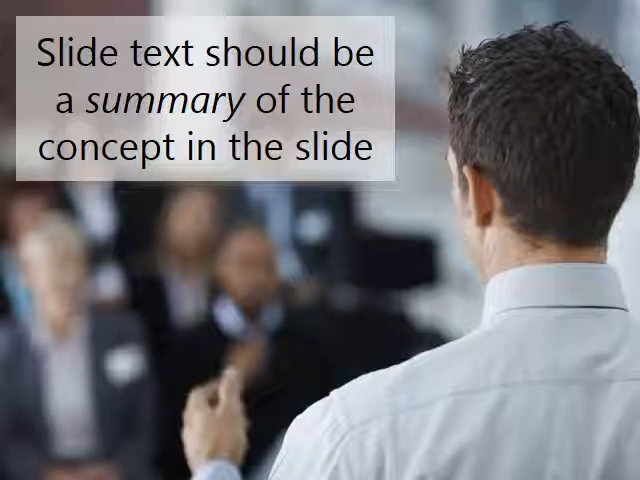 Slide text should be
a summary of the
concept in the slide